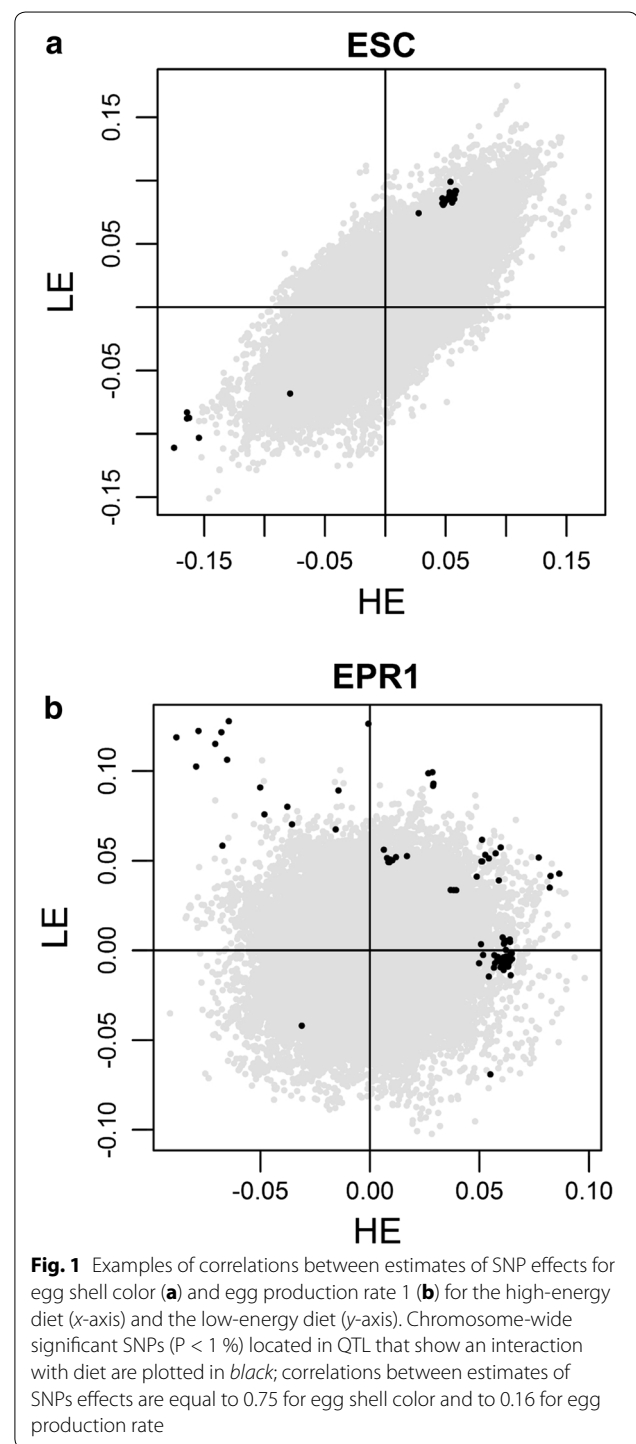 a
ESC
0.15
0.05
-0.05
-0.15
LE
-0.15
-0.05
0.05
0.15
HE
b
EPR1
0.10
0.05
0.00
-0.05
-0.10
LE
-0.05
0.00
0.05
0.10
HE
Fig. 1 Examples of correlations between estimates of SNP effects for
egg shell color (a) and egg production rate 1 (b) for the high-energy
diet (x-axis) and the low-energy diet (y-axis). Chromosome-wide
significant SNPs (P < 1 %) located in QTL that show an interaction
with diet are plotted in black; correlations between estimates of
SNPs effects are equal to 0.75 for egg shell color and to 0.16 for egg
production rate